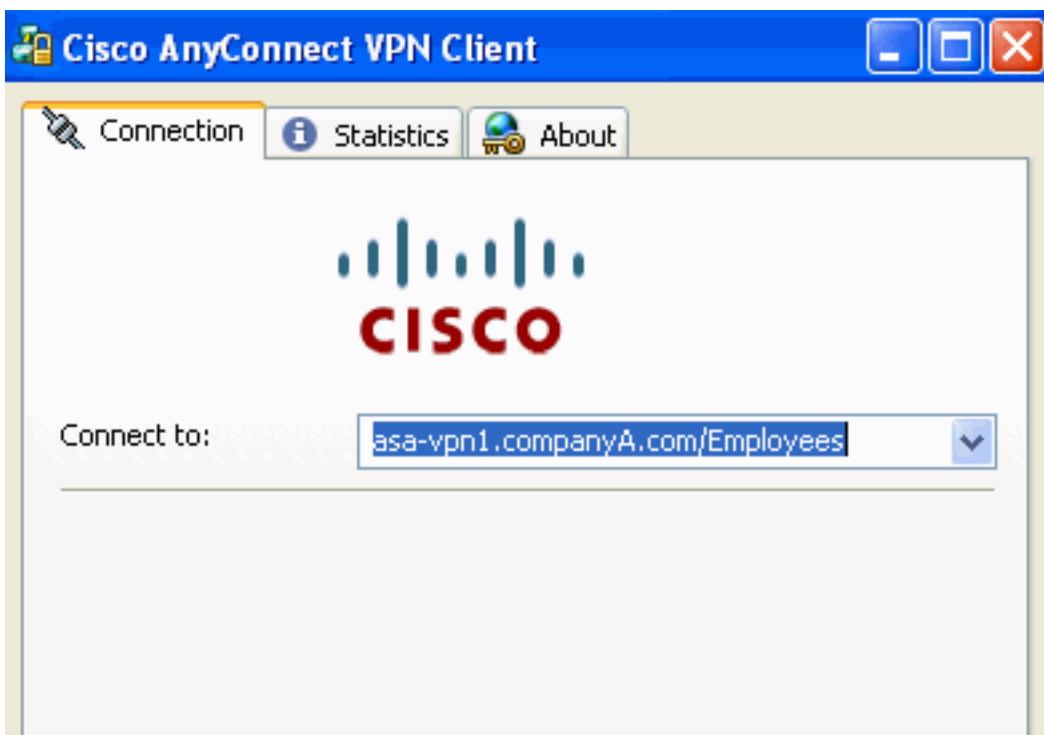 Cisco AnyConnect VPN Client
Connection
Statistics
About
CISCO
Connect to:
asa-vpn1.companyA.com/Employees